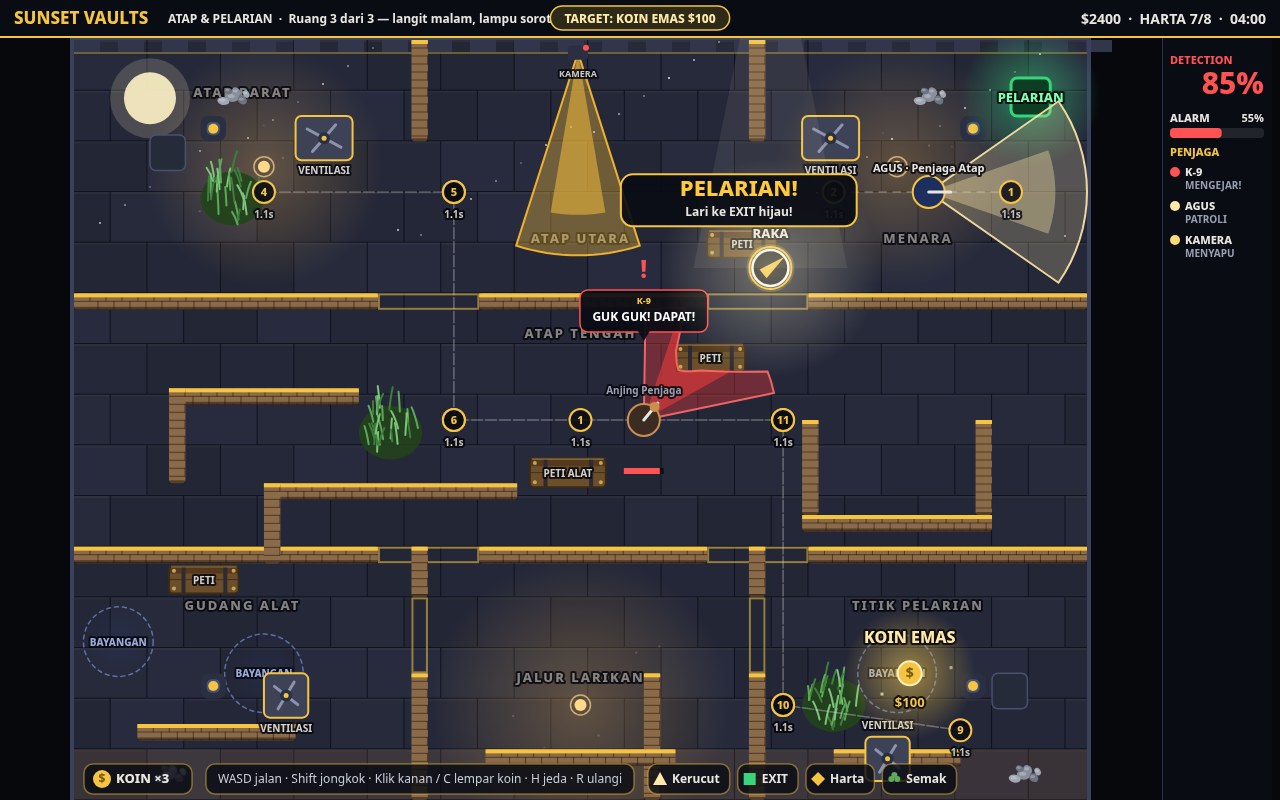 SUNSET VAULTS
ATAP & PELARIAN · Ruang 3 dari 3 — langit malam, lampu sorot
TARGET: KOIN EMAS $100
$2400 · HARTA 7/8 · 04:00
DETECTION
85%
ALARM 55%
PENJAGA
K-9
MENGEJAR!
AGUS
PATROLI
KAMERA
MENYAPU
KAMERA
ATAP BARAT
PELARIAN
VENTILASI
VENTILASI
AGUS · Penjaga Atap
PELARIAN!
Lari ke EXIT hijau!
4
1.1s
5
1.1s
2
1.1s
1
1.1s
ATAP UTARA
PETI
RAKA
MENARA
!
K-9
GUK GUK! DAPAT!
ATAP TENGAH
PETI
Anjing Penjaga
6
1.1s
1
1.1s
11
1.1s
PETI ALAT
PETI
GUDANG ALAT
TITIK PELARIAN
BAYANGAN
BAYANGAN
KOIN EMAS
$
$100
JALUR LARIKAN
VENTILASI
VENTILASI
10
1.1s
9
1.1s
$ KOIN ×3
WASD jalan · Shift jongkok · Klik kanan / C lempar koin · H jeda · R ulangi
Kerucut
EXIT
Harta
Semak